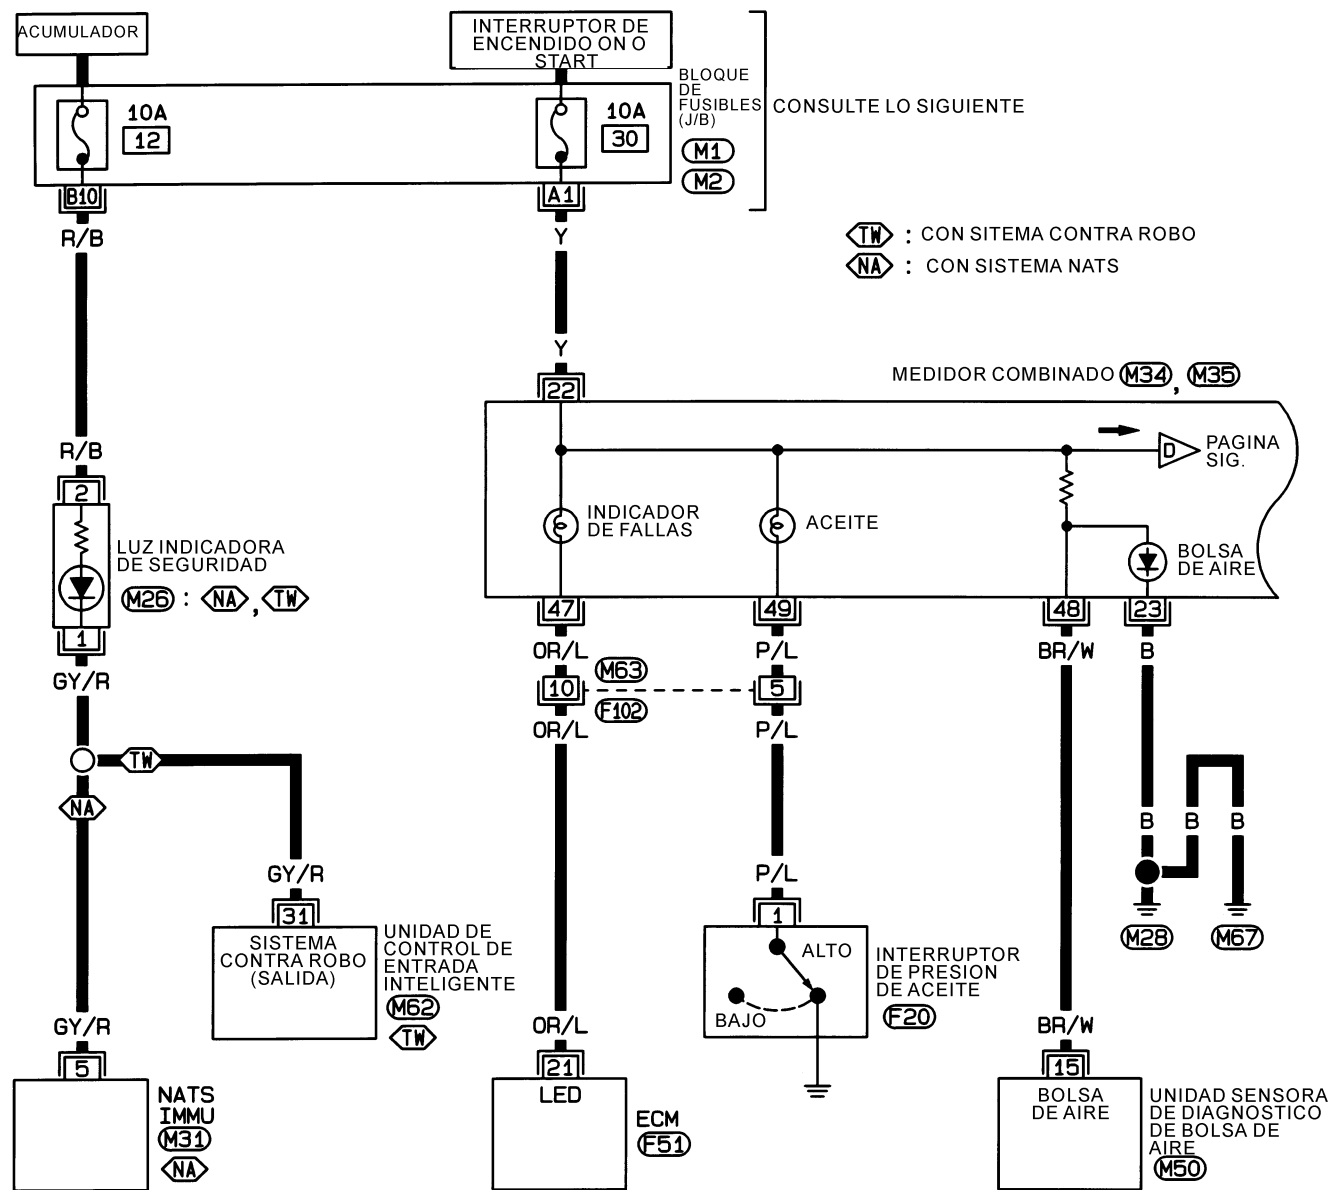 ACUMULADOR
INTERRUPTOR DE
ENCENDIDO ON O
START
BLOQUE
DE
FUSIBLES
(J/B)
CONSULTE LO SIGUIENTE
10A
12
10A
30
M1
M2
B10
A1
R/B
Y
TW : CON SITEMA CONTRA ROBO
NA : CON SISTEMA NATS
Y
MEDIDOR COMBINADO M34 , M35
22
R/B
2
D
PAGINA
SIG.
INDICADOR
DE FALLAS
ACEITE
LUZ INDICADORA
DE SEGURIDAD
M26 : NA , TW
BOLSA
DE AIRE
1
47
49
48
23
GY/R
OR/L
P/L
BR/W
B
M63
10
5
F102
OR/L
P/L
TW
NA
B
B
B
GY/R
P/L
31
1
SISTEMA
CONTRA ROBO
(SALIDA)
UNIDAD DE
CONTROL DE
ENTRADA
INTELIGENTE
M62
TW
ALTO
BAJO
INTERRUPTOR
DE PRESION
DE ACEITE
F20
M28
M67
GY/R
OR/L
BR/W
5
21
15
NATS
IMMU
M31
NA
LED
ECM
F51
BOLSA
DE AIRE
UNIDAD SENSORA
DE DIAGNOSTICO
DE BOLSA DE
AIRE
M50